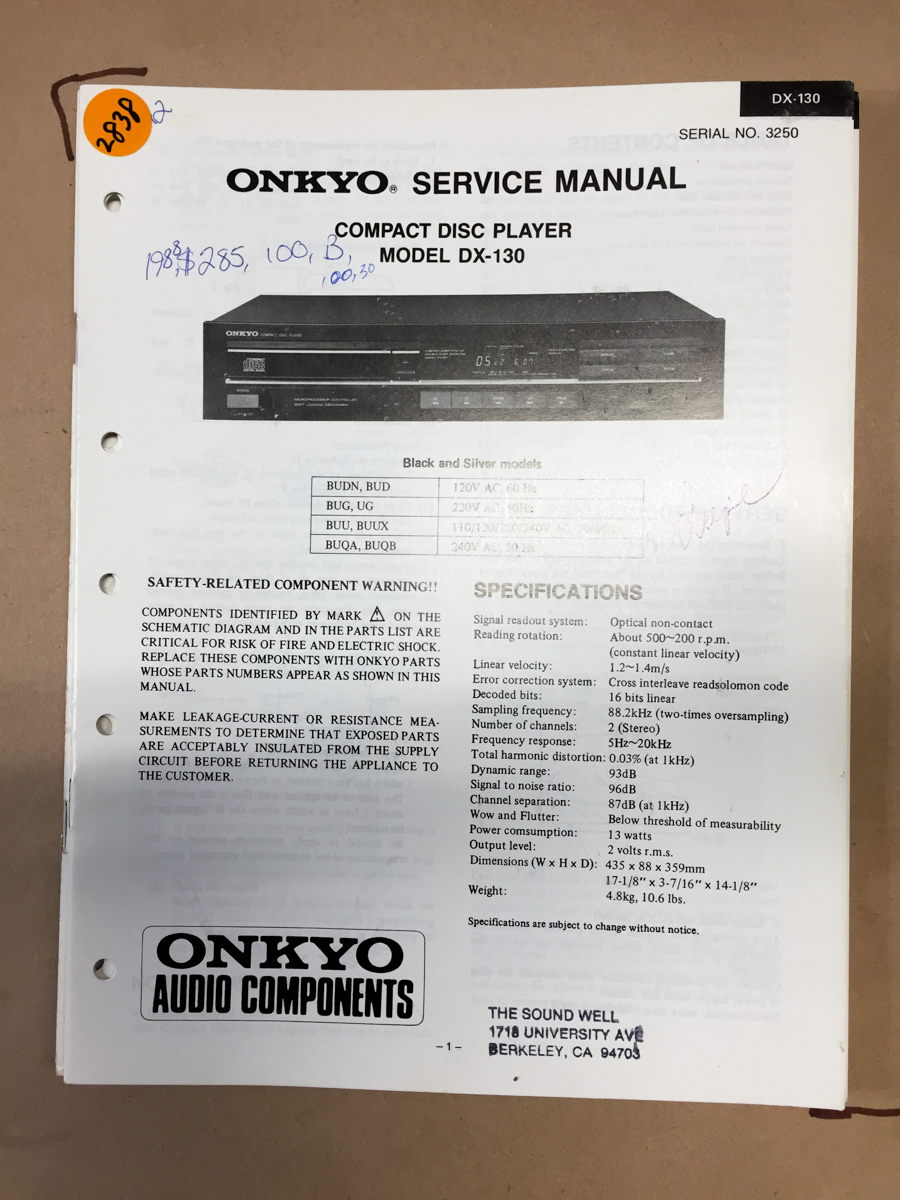 DX-130
2838
2
SERIAL NO. 3250
ONKYO® SERVICE MANUAL
COMPACT DISC PLAYER
MODEL DX-130
1988, $285, 100, B,
100,30
ONKYO COMPACT DISC PLAYER
Black and Silver models
BUDN, BUD 120V AC, 60 Hz
BUG, UG 220V AC, 50Hz
BUU, BUUX 110/120/220/240V AC, 50/60Hz
BUQA, BUQB 240V AC, 50 Hz
SAFETY-RELATED COMPONENT WARNING!!
COMPONENTS IDENTIFIED BY MARK ⚠ ON THE
SCHEMATIC DIAGRAM AND IN THE PARTS LIST ARE
CRITICAL FOR RISK OF FIRE AND ELECTRIC SHOCK.
REPLACE THESE COMPONENTS WITH ONKYO PARTS
WHOSE PARTS NUMBERS APPEAR AS SHOWN IN THIS
MANUAL.
MAKE LEAKAGE-CURRENT OR RESISTANCE MEA-
SUREMENTS TO DETERMINE THAT EXPOSED PARTS
ARE ACCEPTABLY INSULATED FROM THE SUPPLY
CIRCUIT BEFORE RETURNING THE APPLIANCE TO
THE CUSTOMER.
SPECIFICATIONS
Signal readout system: Optical non-contact
Reading rotation: About 500~200 r.p.m.
(constant linear velocity)
Linear velocity: 1.2~1.4m/s
Error correction system: Cross interleave readsolomon code
Decoded bits: 16 bits linear
Sampling frequency: 88.2kHz (two-times oversampling)
Number of channels: 2 (Stereo)
Frequency response: 5Hz~20kHz
Total harmonic distortion: 0.03% (at 1kHz)
Dynamic range: 93dB
Signal to noise ratio: 96dB
Channel separation: 87dB (at 1kHz)
Wow and Flutter: Below threshold of measurability
Power comsumption: 13 watts
Output level: 2 volts r.m.s.
Dimensions (W x H x D): 435 x 88 x 359mm
17-1/8" x 3-7/16" x 14-1/8"
Weight: 4.8kg, 10.6 lbs.
Specifications are subject to change without notice.
ONKYO
AUDIO COMPONENTS
THE SOUND WELL
1718 UNIVERSITY AVE
BERKELEY, CA 94703
-1-